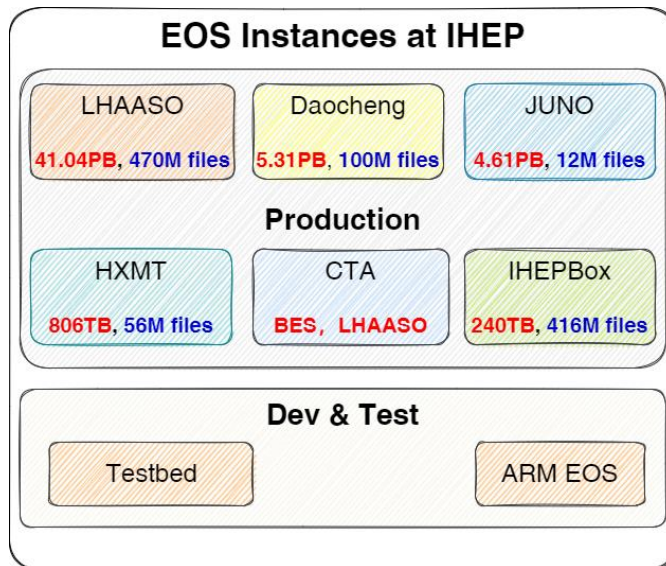 EOS Instances at IHEP
LHAASO
41.04PB, 470M files
Daocheng
5.31PB, 100M files
JUNO
4.61PB, 12M files
Production
HXMT
806TB, 56M files
CTA
BES， LHAASO
IHEPBox
240TB, 416M files
Dev & Test
Testbed
ARM EOS